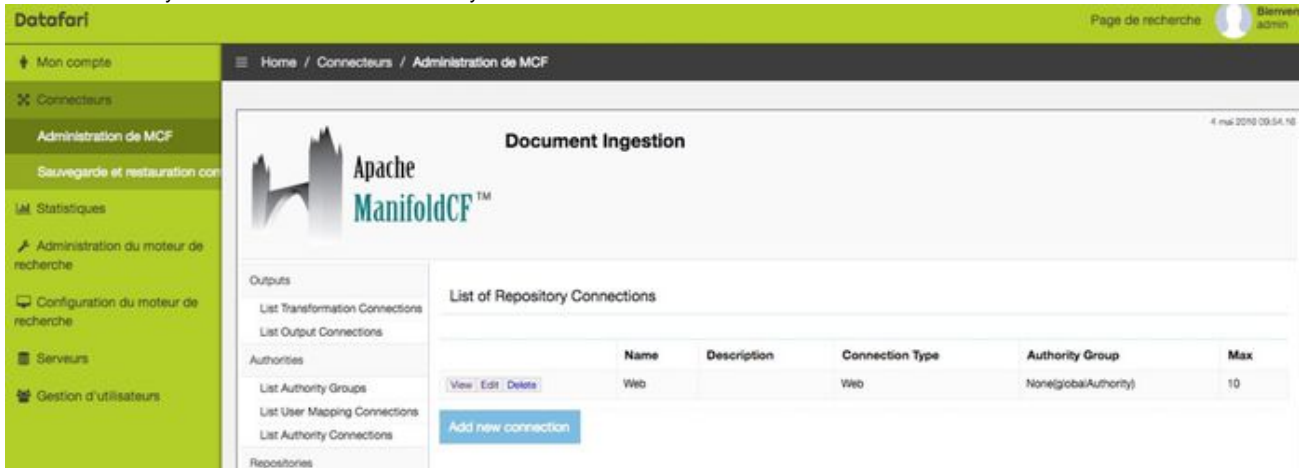 Datafari
Page de recherche
admin
Mon compte
Home / Connecteurs / Administration de MCF
Connecteurs
Administration de MCF
Sauvegarde et restauration
Statistiques
Administration du moteur de
recherche
Configuration du moteur de
recherche
Serveurs
Gestion d'utilisateurs
Document Ingestion
Apache
ManifoldCF™
Outputs
List Transformation Connections
List Output Connections
Authorities
List Authority Groups
List User Mapping Connections
List Authority Connections
Repositories
List of Repository Connections
Name Description Connection Type Authority Group Max
View Edit Delete Web Web None(globalAuthority) 10
Add new connection